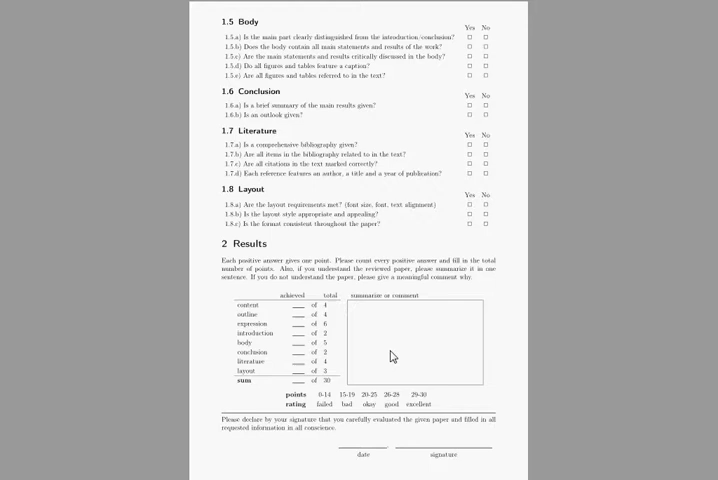 1.5 Body
Yes No
1.5.a) Is the main part clearly distinguished from the introduction/conclusion?
1.5.b) Does the body contain all main statements and results of the work?
1.5.c) Are the main statements and results critically discussed in the body?
1.5.d) Do all figures and tables feature a caption?
1.5.e) Are all figures and tables referred to in the text?
1.6 Conclusion
Yes No
1.6.a) Is a brief summary of the main results given?
1.6.b) Is an outlook given?
1.7 Literature
Yes No
1.7.a) Is a comprehensive bibliography given?
1.7.b) Are all items in the bibliography related to in the text?
1.7.c) Are all citations in the text marked correctly?
1.7.d) Each reference features an author, a title and a year of publication?
1.8 Layout
Yes No
1.8.a) Are the layout requirements met? (font size, font, text alignment)
1.8.b) Is the layout style appropriate and appealing?
1.8.c) Is the format consistent throughout the paper?
2 Results
Each positive answer gives one point. Please count every positive answer and fill in the total
number of points. Also, if you understand the reviewed paper, please summarize it in one
sentence. If you do not understand the paper, please give a meaningful comment why.
achieved total summarize or comment
content ___ of 4
outline ___ of 4
expression ___ of 6
introduction ___ of 2
body ___ of 5
conclusion ___ of 2
literature ___ of 4
layout ___ of 3
sum ___ of 30
points 0-14 15-19 20-25 26-28 29-30
rating failed bad okay good excellent
Please declare by your signature that you carefully evaluated the given paper and filled in all
requested information in all conscience.
date signature